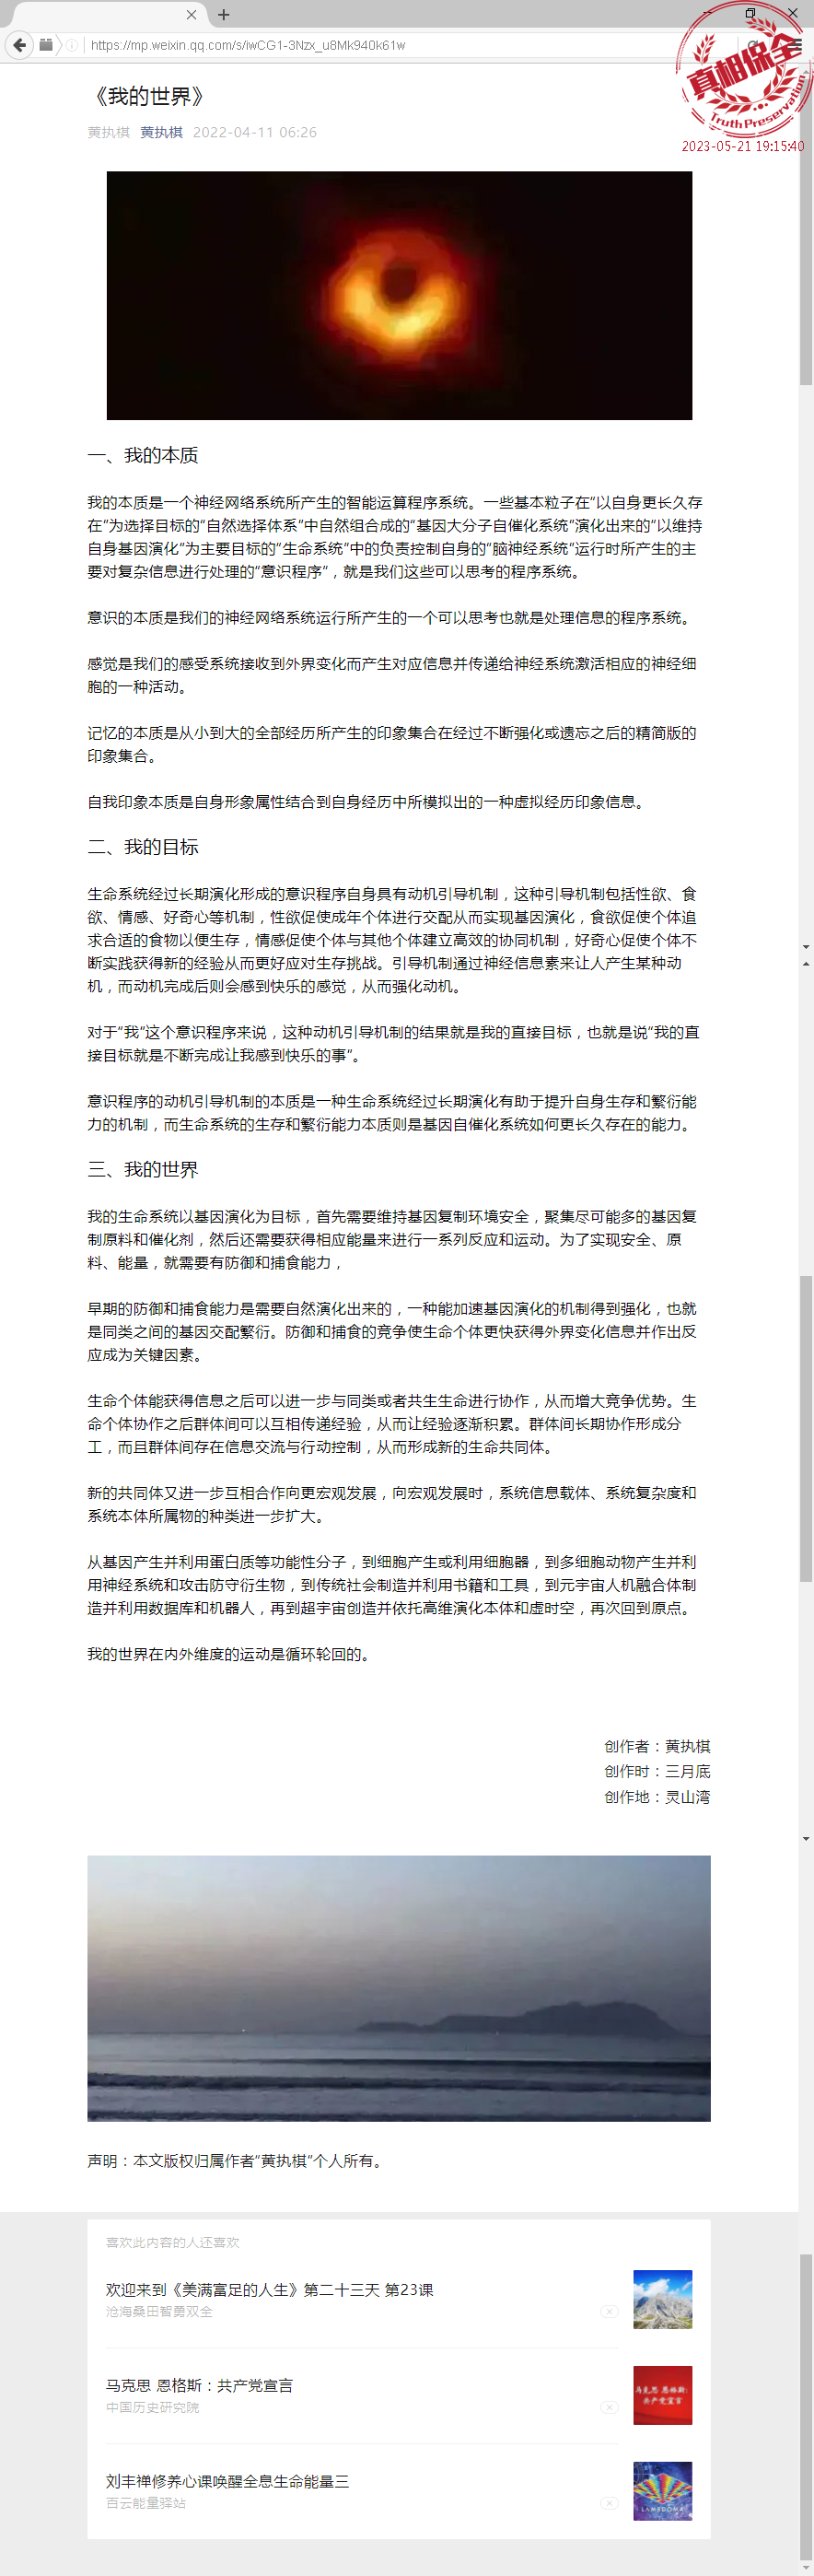 https://mp.weixin.qq.com/s/iwCG1-3Nzx_u8Mk940k61w
真相保全
Truth Preservation
2023-05-21 19:15:40
《我的世界》
黄执棋 黄执棋 2022-04-11 06:26
一、我的本质
我的本质是一个神经网络系统所产生的智能运算程序系统。一些基本粒子在“以自身更长久存
在”为选择目标的”自然选择体系”中自然组合成的”基因大分子自催化系统”演化出来的”以维持
自身基因演化”为主要目标的”生命系统”中的负责控制自身的”脑神经系统”运行时所产生的主
要对复杂信息进行处理的”意识程序”，就是我们这些可以思考的程序系统。
意识的本质是我们的神经网络系统运行所产生的一个可以思考也就是处理信息的程序系统。
感觉是我们的感受系统接收到外界变化而产生对应信息并传递给神经系统激活相应的神经细
胞的一种活动。
记忆的本质是从小到大的全部经历所产生的印象集合在经过不断强化或遗忘之后的精简版的
印象集合。
自我印象本质是自身形象属性结合到自身经历中所模拟出的一种虚拟经历印象信息。
二、我的目标
生命系统经过长期演化形成的意识程序自身具有动机引导机制，这种引导机制包括性欲、食
欲、情感、好奇心等机制，性欲促使成年个体进行交配从而实现基因演化，食欲促使个体追
求合适的食物以便生存，情感促使个体与其他个体建立高效的协同机制，好奇心促使个体不
断实践获得新的经验从而更好应对生存挑战。引导机制通过神经信息素来让人产生某种动
机，而动机完成后则会感到快乐的感觉，从而强化动机。
对于”我”这个意识程序来说，这种动机引导机制的结果就是我的直接目标，也就是说”我的直
接目标就是不断完成让我感到快乐的事”。
意识程序的动机引导机制的本质是一种生命系统经过长期演化有助于提升自身生存和繁衍能
力的机制，而生命系统的生存和繁衍能力本质则是基因自催化系统如何更长久存在的能力。
三、我的世界
我的生命系统以基因演化为目标，首先需要维持基因复制环境安全，聚集尽可能多的基因复
制原料和催化剂，然后还需要获得相应能量来进行一系列反应和运动。为了实现安全、原
料、能量，就需要有防御和捕食能力，
早期的防御和捕食能力是需要自然演化出来的，一种能加速基因演化的机制得到强化，也就
是同类之间的基因交配繁衍。防御和捕食的竞争使生命个体更快获得外界变化信息并作出反
应成为关键因素。
生命个体能获得信息之后可以进一步与同类或者共生生命进行协作，从而增大竞争优势。生
命个体协作之后群体间可以互相传递经验，从而让经验逐渐积累。群体间长期协作形成分
工，而且群体间存在信息交流与行动控制，从而形成新的生命共同体。
新的共同体又进一步互相合作向更宏观发展，向宏观发展时，系统信息载体、系统复杂度和
系统本体所属物的种类进一步扩大。
从基因产生并利用蛋白质等功能性分子，到细胞产生或利用细胞器，到多细胞动物产生并利
用神经系统和攻击防守衍生物，到传统社会制造并利用书籍和工具，到元宇宙人机融合体制
造并利用数据库和机器人，再到超宇宙创造并依托高维演化本体和虚时空，再次回到原点。
我的世界在内外维度的运动是循环轮回的。
创作者：黄执棋
创作时：三月底
创作地：灵山湾
声明：本文版权归属作者”黄执棋”个人所有。
喜欢此内容的人还喜欢
欢迎来到《美满富足的人生》第二十三天 第23课
沧海桑田智勇双全
马克思 恩格斯：共产党宣言
中国历史研究院
马克思 恩格斯:
共产党宣言
刘丰禅修养心课唤醒全息生命能量三
百云能量驿站
LAMBDOMA